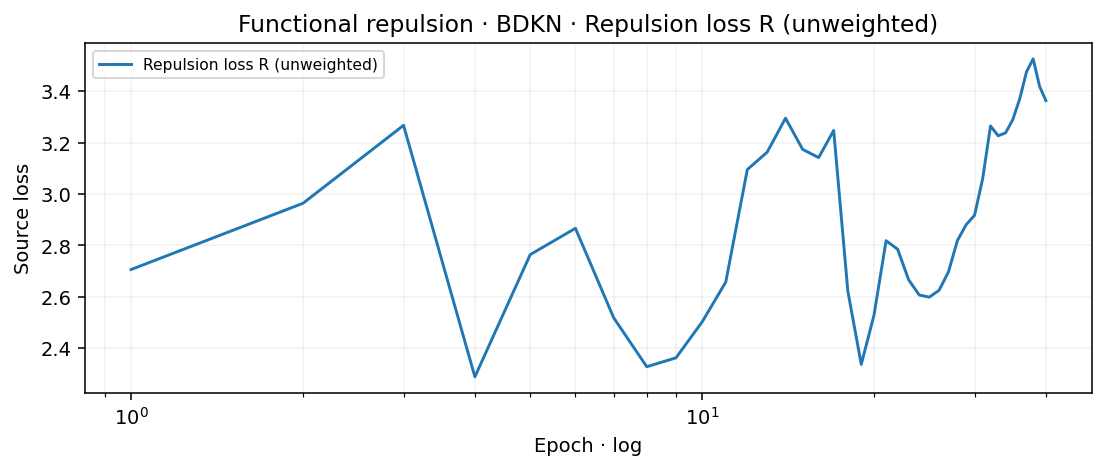 Functional repulsion · BDKN · Repulsion loss R (unweighted)
Repulsion loss R (unweighted)
Source loss
3.4
3.2
3.0
2.8
2.6
2.4
10⁰
10¹
Epoch · log